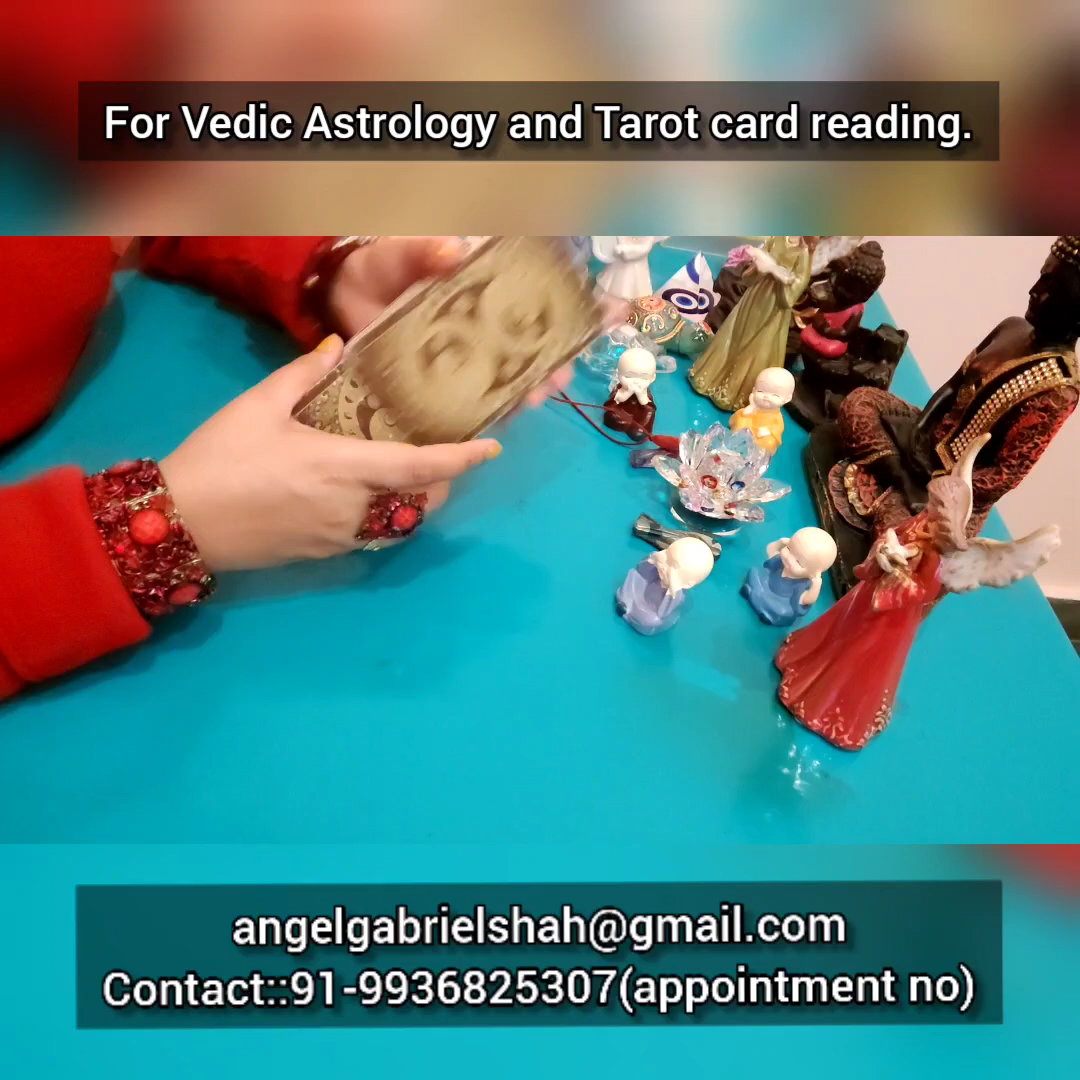 For Vedic Astrology and Tarot card reading.
angelgabrielshah@gmail.com
Contact::91-9936825307(appointment no)